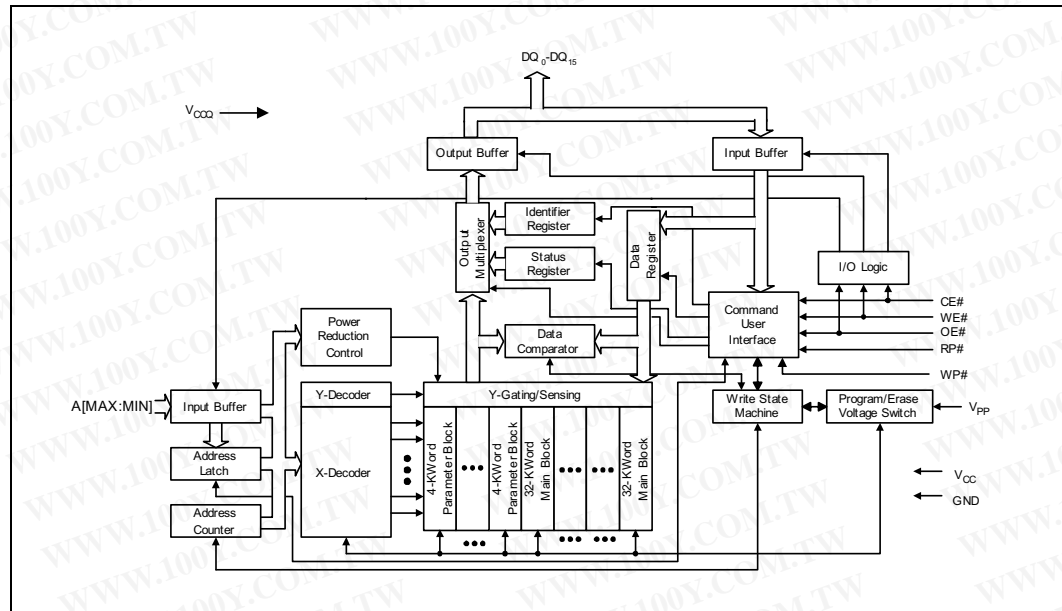 DQ0-DQ15
VCCQ
Output Buffer
Input Buffer
Output
Multiplexer
Identifier
Register
Status
Register
Data
Register
I/O Logic
Command
User
Interface
CE#
WE#
OE#
RP#
WP#
Power
Reduction
Control
Data
Comparator
A[MAX:MIN]
Input Buffer
Y-Decoder
Y-Gating/Sensing
Write State
Machine
Program/Erase
Voltage Switch
VPP
Address
Latch
X-Decoder
4-KWord
Parameter Block
4-KWord
Parameter Block
32-KWord
Main Block
32-KWord
Main Block
VCC
GND
Address
Counter
WWW.100Y.COM.TW